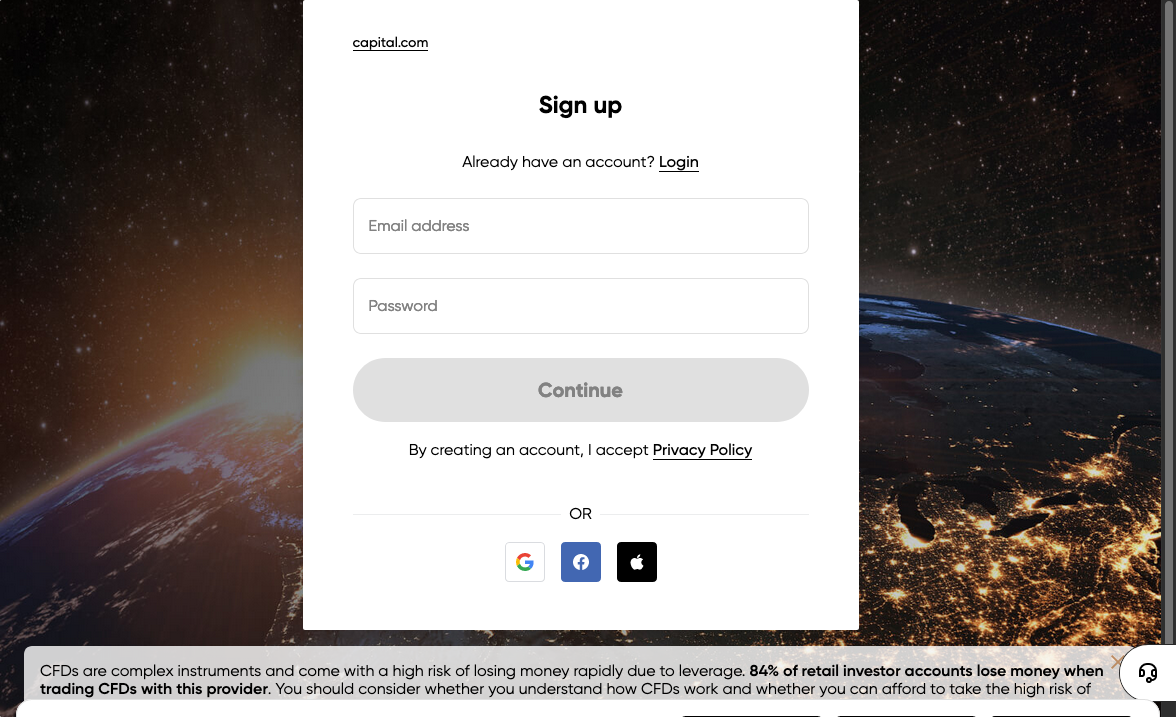 capital.com
Sign up
Already have an account? Login
Email address
Password
Continue
By creating an account, I accept Privacy Policy
OR
CFDs are complex instruments and come with a high risk of losing money rapidly due to leverage. 84% of retail investor accounts lose money when
trading CFDs with this provider. You should consider whether you understand how CFDs work and whether you can afford to take the high risk of